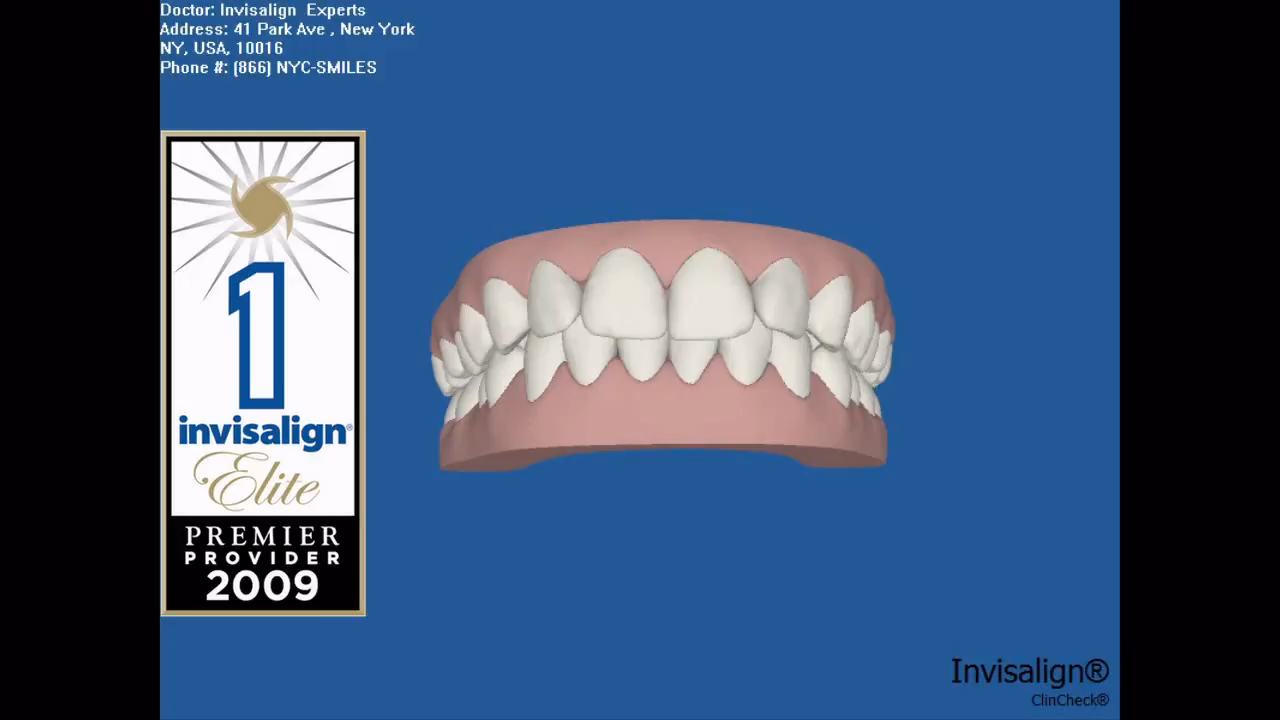 Doctor: Invisalign Experts
Address: 41 Park Ave , New York
NY, USA, 10016
Phone #: (866) NYC-SMILES
1
invisalign®
Elite
PREMIER
PROVIDER
2009
Invisalign®
ClinCheck®